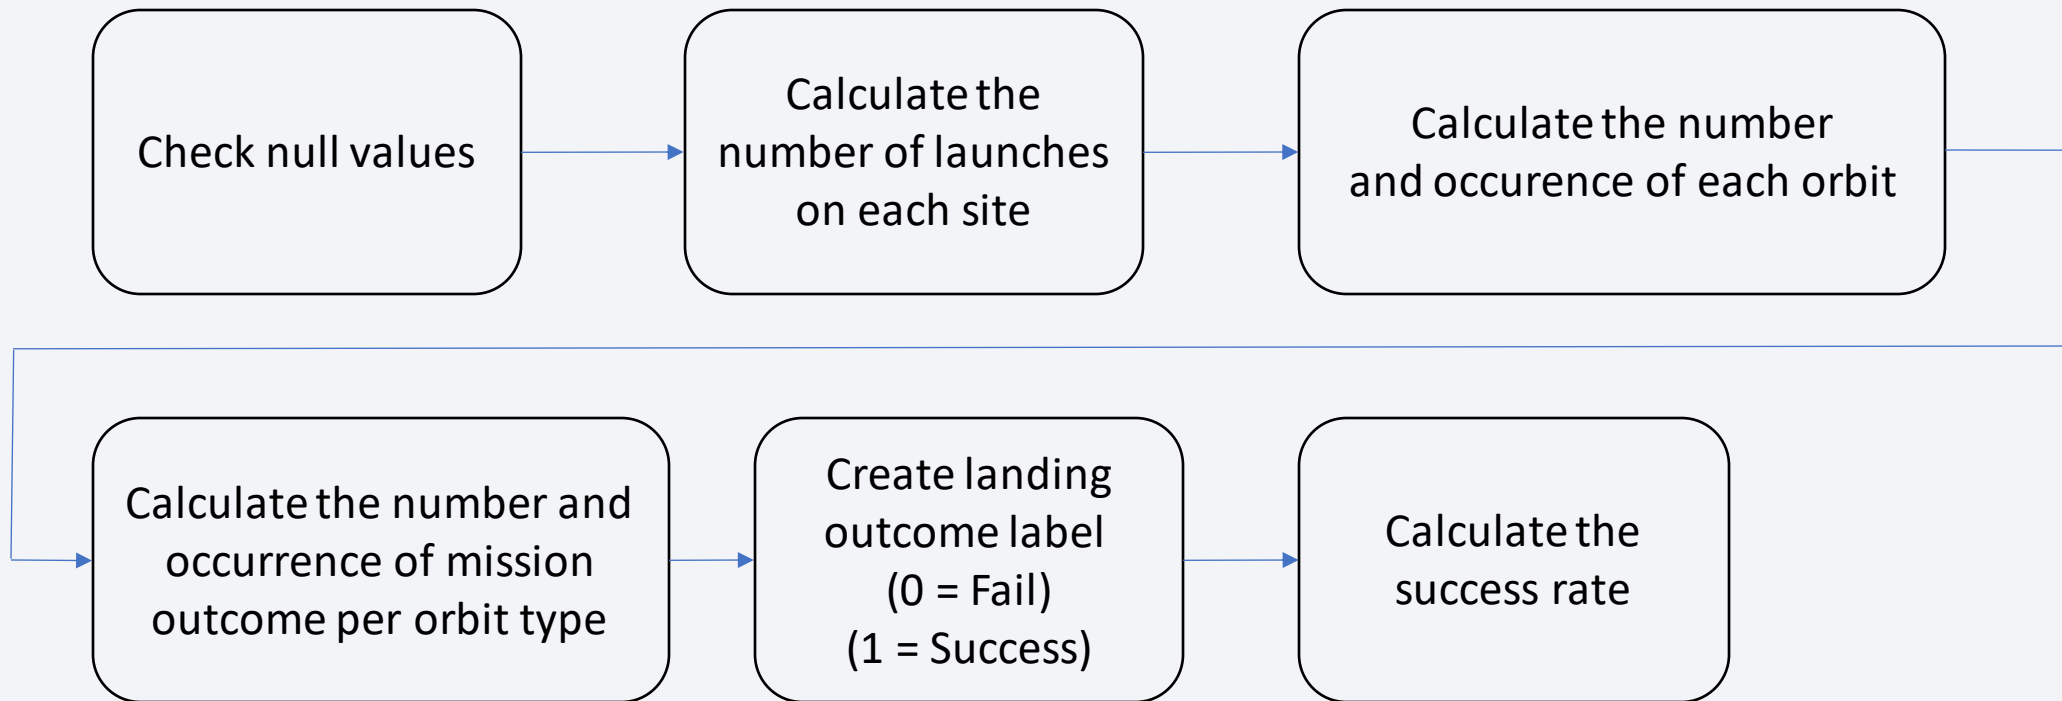 Check null values
Calculate the
number of launches
on each site
Calculate the number
and occurence of each orbit
Calculate the number and
occurrence of mission
outcome per orbit type
Create landing
outcome label
(0 = Fail)
(1 = Success)
Calculate the
success rate